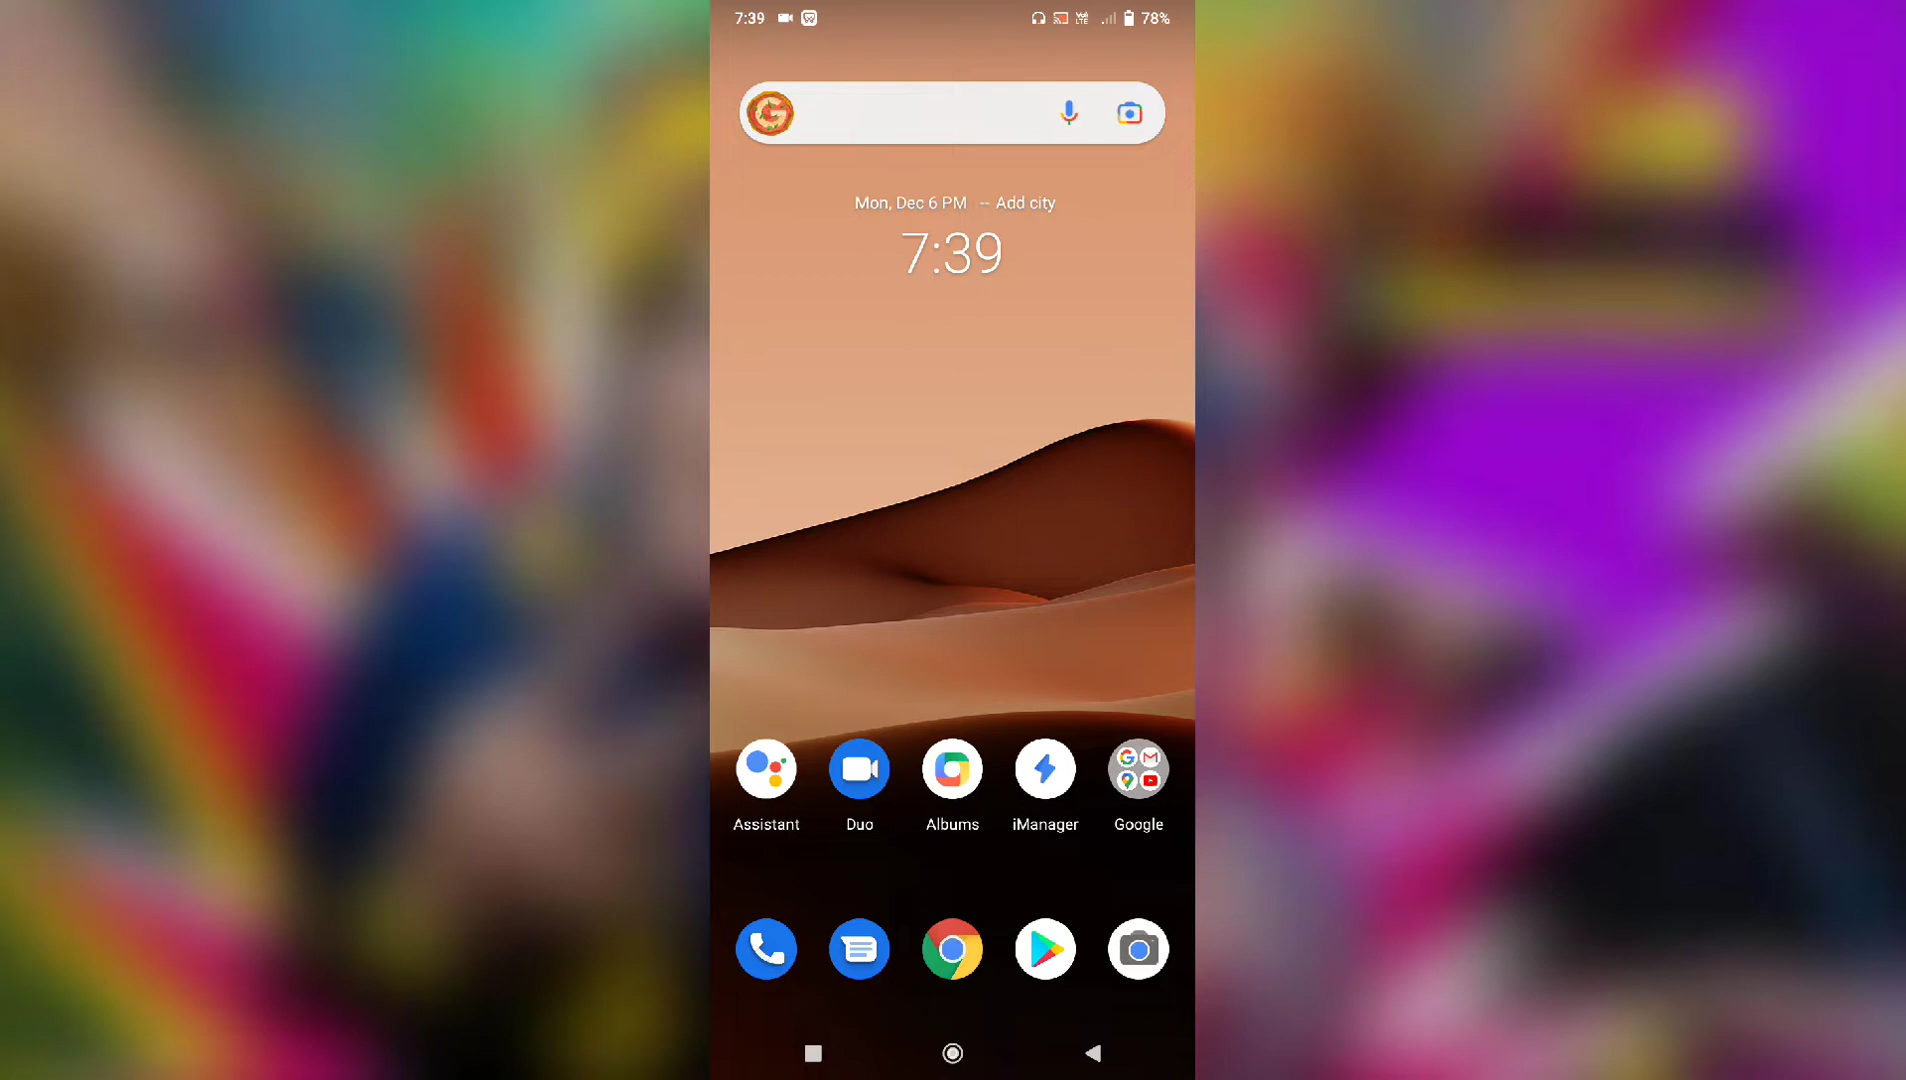 7:39 78%
Mon, Dec 6 PM -- Add city
7:39
Assistant Duo Albums iManager Google